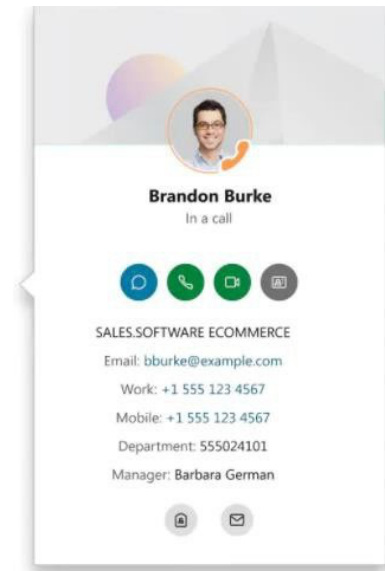 Brandon Burke
In a call
SALES.SOFTWARE ECOMMERCE
Email: bburke@example.com
Work: +1 555 123 4567
Mobile: +1 555 123 4567
Department: 555024101
Manager: Barbara German